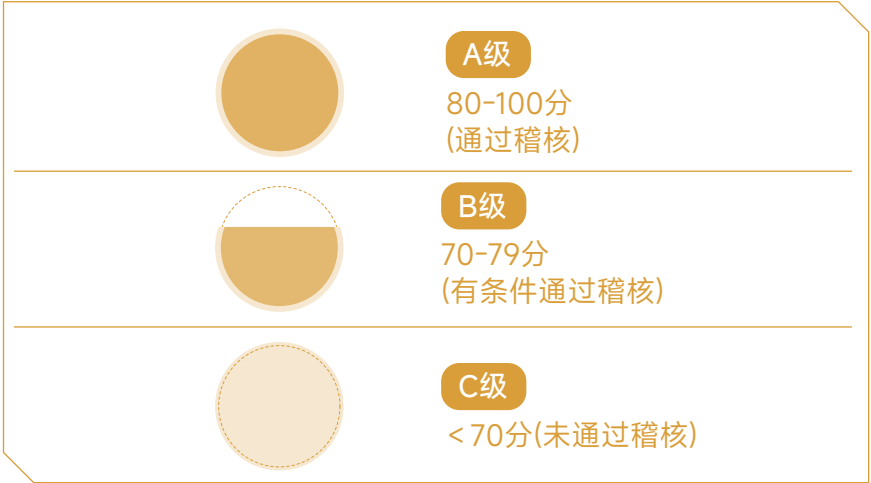 A级
80-100分
(通过稽核)
B级
70-79分
(有条件通过稽核)
C级
<70分(未通过稽核)